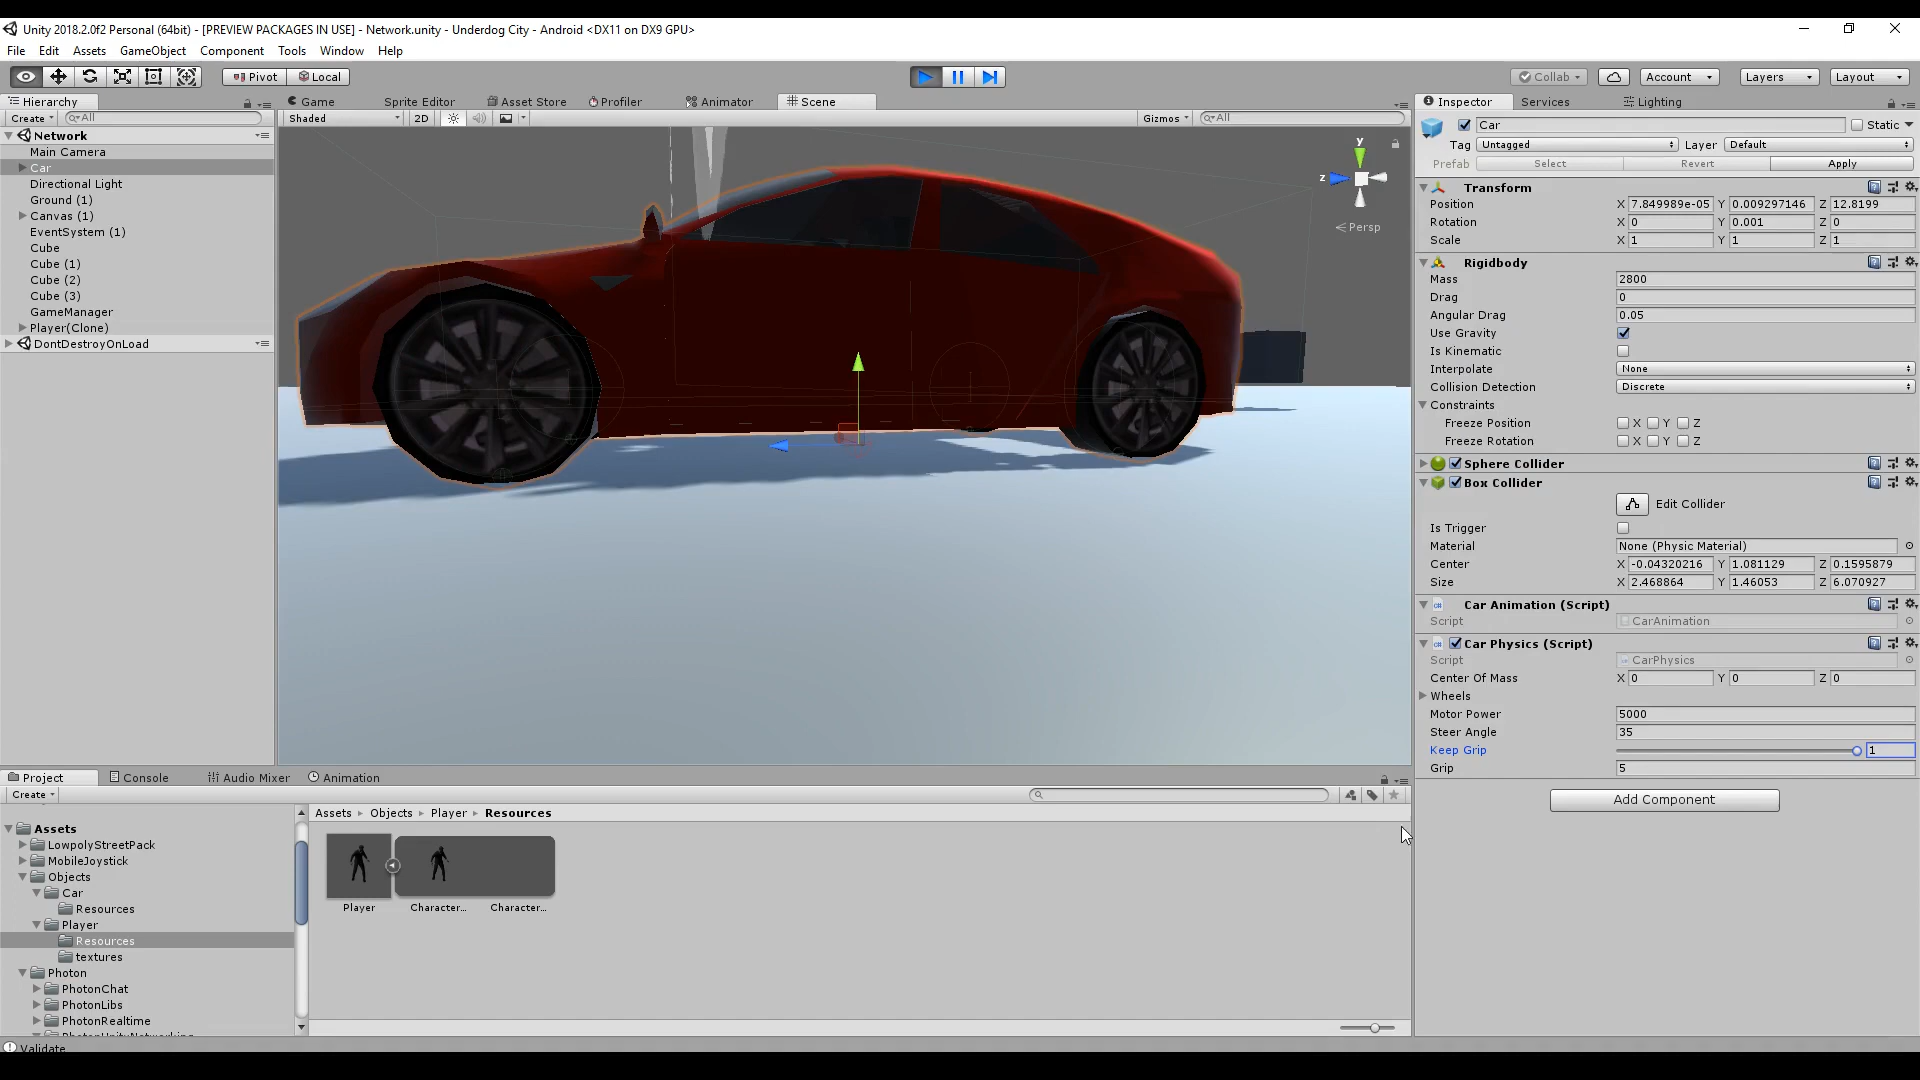 Unity 2018.2.0f2 Personal (64bit) - [PREVIEW PACKAGES IN USE] - Network.unity - Underdog City - Android <DX11 on DX9 GPU>
File Edit Assets GameObject Component Tools Window Help
Pivot Local Collab Account Layers Layout
Hierarchy Game Sprite Editor Asset Store Profiler Animator Scene Inspector Services Lighting
Create All Shaded 2D Gizmos All Car Static
Network
Main Camera
Car
Directional Light
Ground (1)
Canvas (1)
EventSystem (1)
Cube
Cube (1)
Cube (2)
Cube (3)
GameManager
Player(Clone)
DontDestroyOnLoad
y
z
Persp
Tag Untagged Layer Default
Prefab Select Revert Apply
Transform
Position X 7.849989e-05 Y 0.009297146 Z 12.8199
Rotation X 0 Y 0.001 Z 0
Scale X 1 Y 1 Z 1
Rigidbody
Mass 2800
Drag 0
Angular Drag 0.05
Use Gravity
Is Kinematic
Interpolate None
Collision Detection Discrete
Constraints
Freeze Position X Y Z
Freeze Rotation X Y Z
Sphere Collider
Box Collider
Edit Collider
Is Trigger
Material None (Physic Material)
Center X -0.04320216 Y 1.081129 Z 0.1595879
Size X 2.468864 Y 1.46053 Z 6.070927
Car Animation (Script)
Script CarAnimation
Car Physics (Script)
Script CarPhysics
Center Of Mass X 0 Y 0 Z 0
Wheels
Motor Power 5000
Steer Angle 35
Keep Grip 1
Grip 5
Add Component
Project Console Audio Mixer Animation
Create
Assets ▸ Objects ▸ Player ▸ Resources
Assets
LowpolyStreetPack
MobileJoystick
Objects
Car
Resources
Player
Resources
textures
Photon
PhotonChat
PhotonLibs
PhotonRealtime
PhotonUnityNetworking
Player Character... Character...
Validate